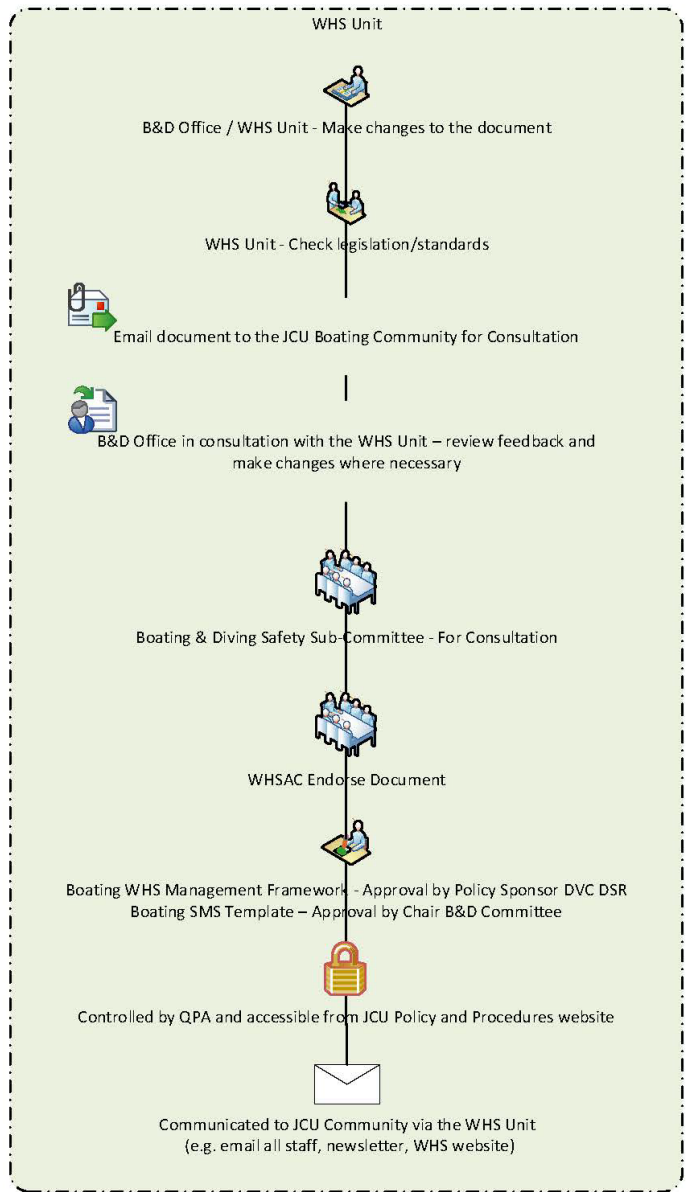 WHS Unit
B&D Office / WHS Unit - Make changes to the document
WHS Unit - Check legislation/standards
Email document to the JCU Boating Community for Consultation
B&D Office in consultation with the WHS Unit – review feedback and
make changes where necessary
Boating & Diving Safety Sub-Committee - For Consultation
WHSAC Endorse Document
Boating WHS Management Framework - Approval by Policy Sponsor DVC DSR
Boating SMS Template – Approval by Chair B&D Committee
Controlled by QPA and accessible from JCU Policy and Procedures website
Communicated to JCU Community via the WHS Unit
(e.g. email all staff, newsletter, WHS website)